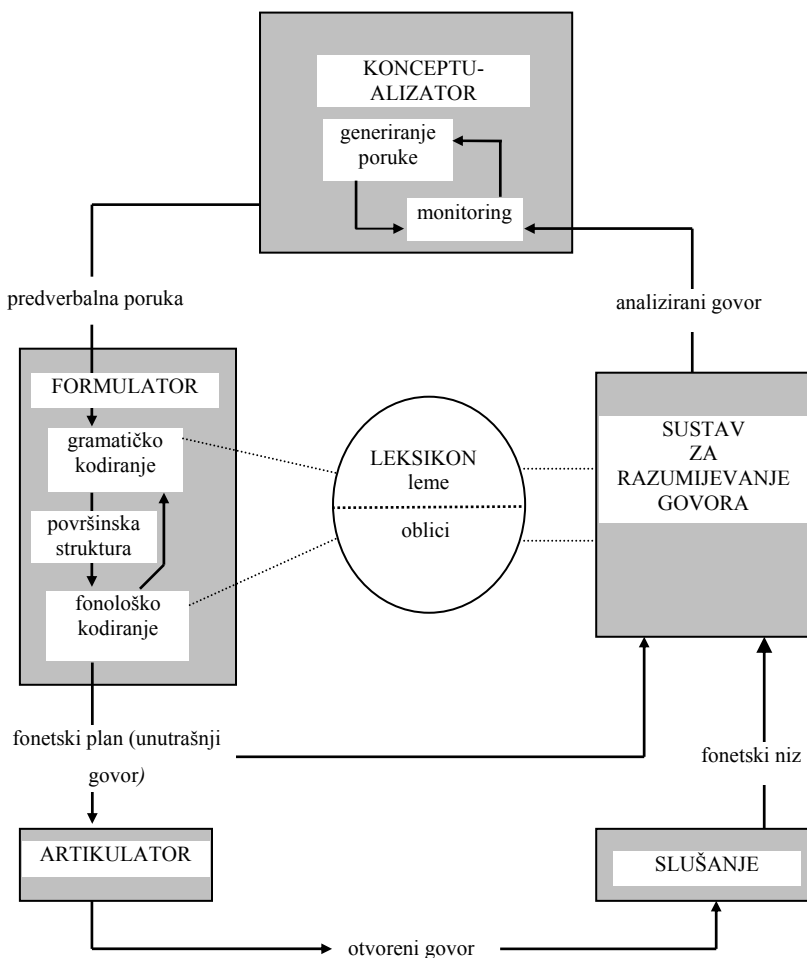 KONCEPTU-
ALIZATOR
generiranje
poruke
monitoring
predverbalna poruka
analizirani govor
FORMULATOR
gramatičko
kodiranje
površinska
struktura
fonološko
kodiranje
LEKSIKON
leme
oblici
SUSTAV
ZA
RAZUMIJEVANJE
GOVORA
fonetski plan (unutrašnji
govor)
fonetski niz
ARTIKULATOR
SLUŠANJE
otvoreni govor